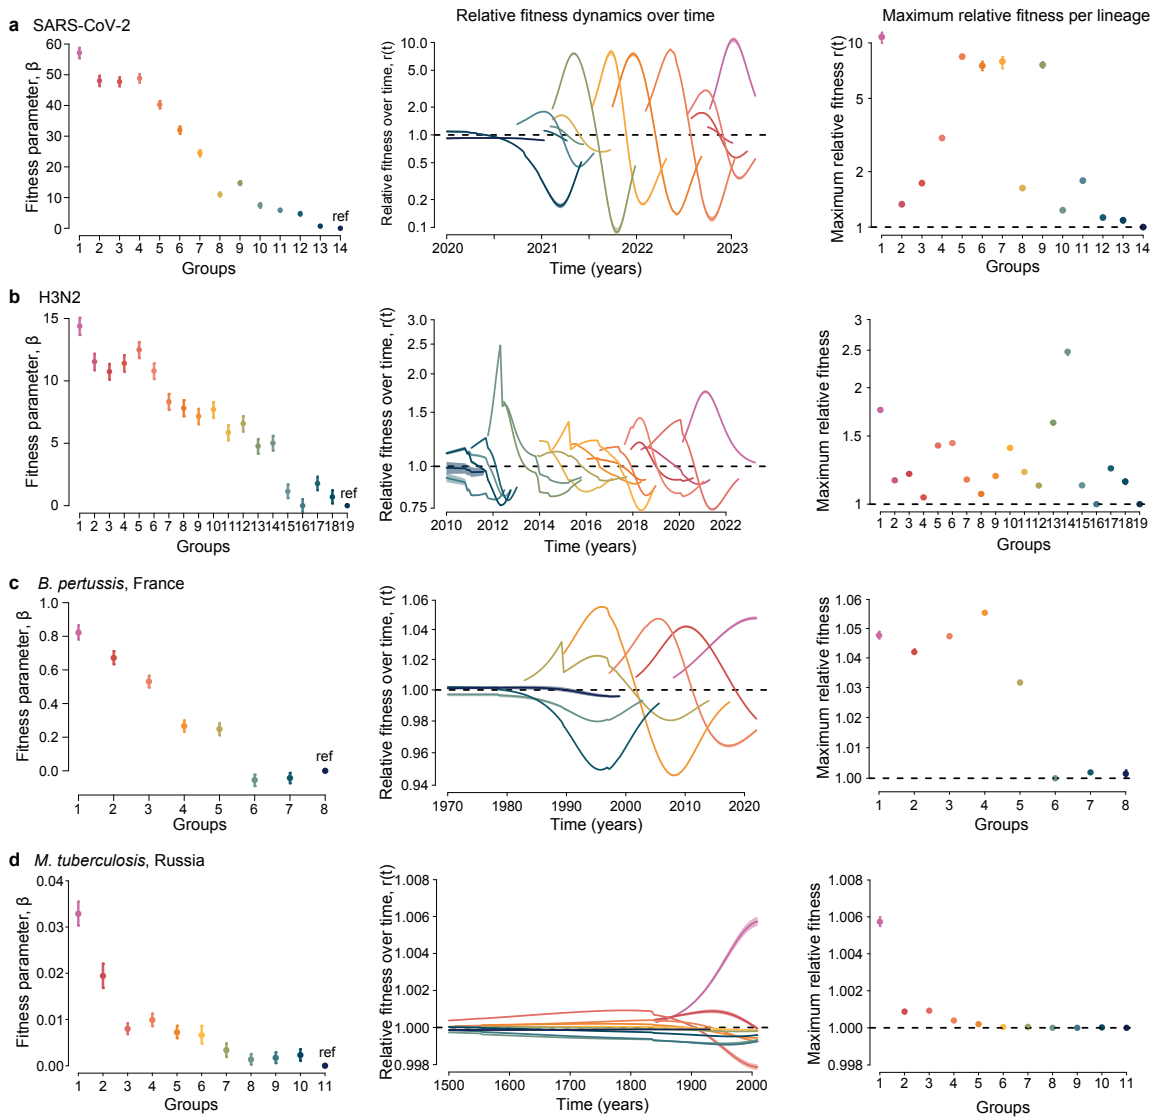 Relative fitness dynamics over time
Maximum relative fitness per lineage
a SARS-CoV-2
Fitness parameter, β
60
50
40
30
20
10
0
ref
1 2 3 4 5 6 7 8 9 10 11 12 13 14
Groups
Relative fitness over time, r(t)
10.0
5.0
2.0
1.0
0.5
0.2
0.1
2020 2021 2022 2023
Time (years)
Maximum relative fitness r(t)
10
5
2
1
1 2 3 4 5 6 7 8 9 10 11 12 13 14
Groups
b H3N2
Fitness parameter, β
15
10
5
0
ref
1 2 3 4 5 6 7 8 9 10 11 12 13 14 15 16 17 18 19
Groups
Relative fitness over time, r(t)
3.0
2.5
2.0
1.5
1.0
0.75
2010 2012 2014 2016 2018 2020 2022
Time (years)
Maximum relative fitness
3
2.5
2
1.5
1
1 2 3 4 5 6 7 8 9 10 11 12 13 14 15 16 17 18 19
Groups
c B. pertussis, France
Fitness parameter, β
1.0
0.8
0.6
0.4
0.2
0.0
ref
1 2 3 4 5 6 7 8
Groups
Relative fitness over time, r(t)
1.06
1.04
1.02
1.00
0.98
0.96
0.94
1970 1980 1990 2000 2010 2020
Time (years)
Maximum relative fitness
1.06
1.05
1.04
1.03
1.02
1.01
1.00
1 2 3 4 5 6 7 8
Groups
d M. tuberculosis, Russia
Fitness parameter, β
0.04
0.03
0.02
0.01
0.00
ref
1 2 3 4 5 6 7 8 9 10 11
Groups
Relative fitness over time, r(t)
1.008
1.006
1.004
1.002
1.000
0.998
1500 1600 1700 1800 1900 2000
Time (years)
Maximum relative fitness
1.008
1.006
1.004
1.002
1.000
0.998
1 2 3 4 5 6 7 8 9 10 11
Groups